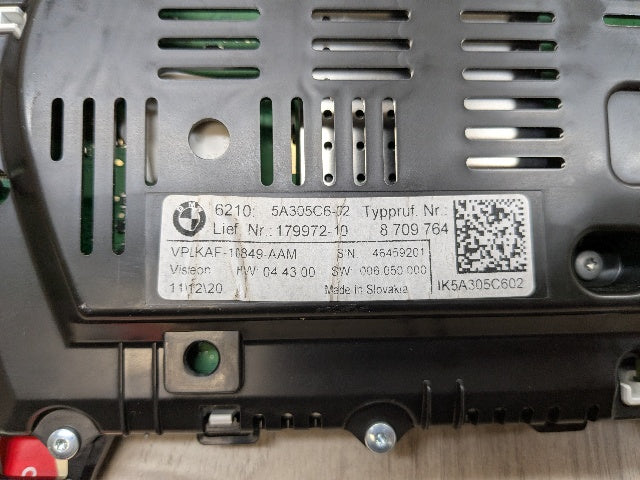 BMW
6210: 5A305C6-02 Typpruf. Nr.:
Lief. Nr.: 179972-10 8 709 764
VPLKAF-10849-AAM S/N 46459201
Visteon HW 04 43 00 SW 006.050.000
11\12\20 Made in Slovakia IK5A305C602